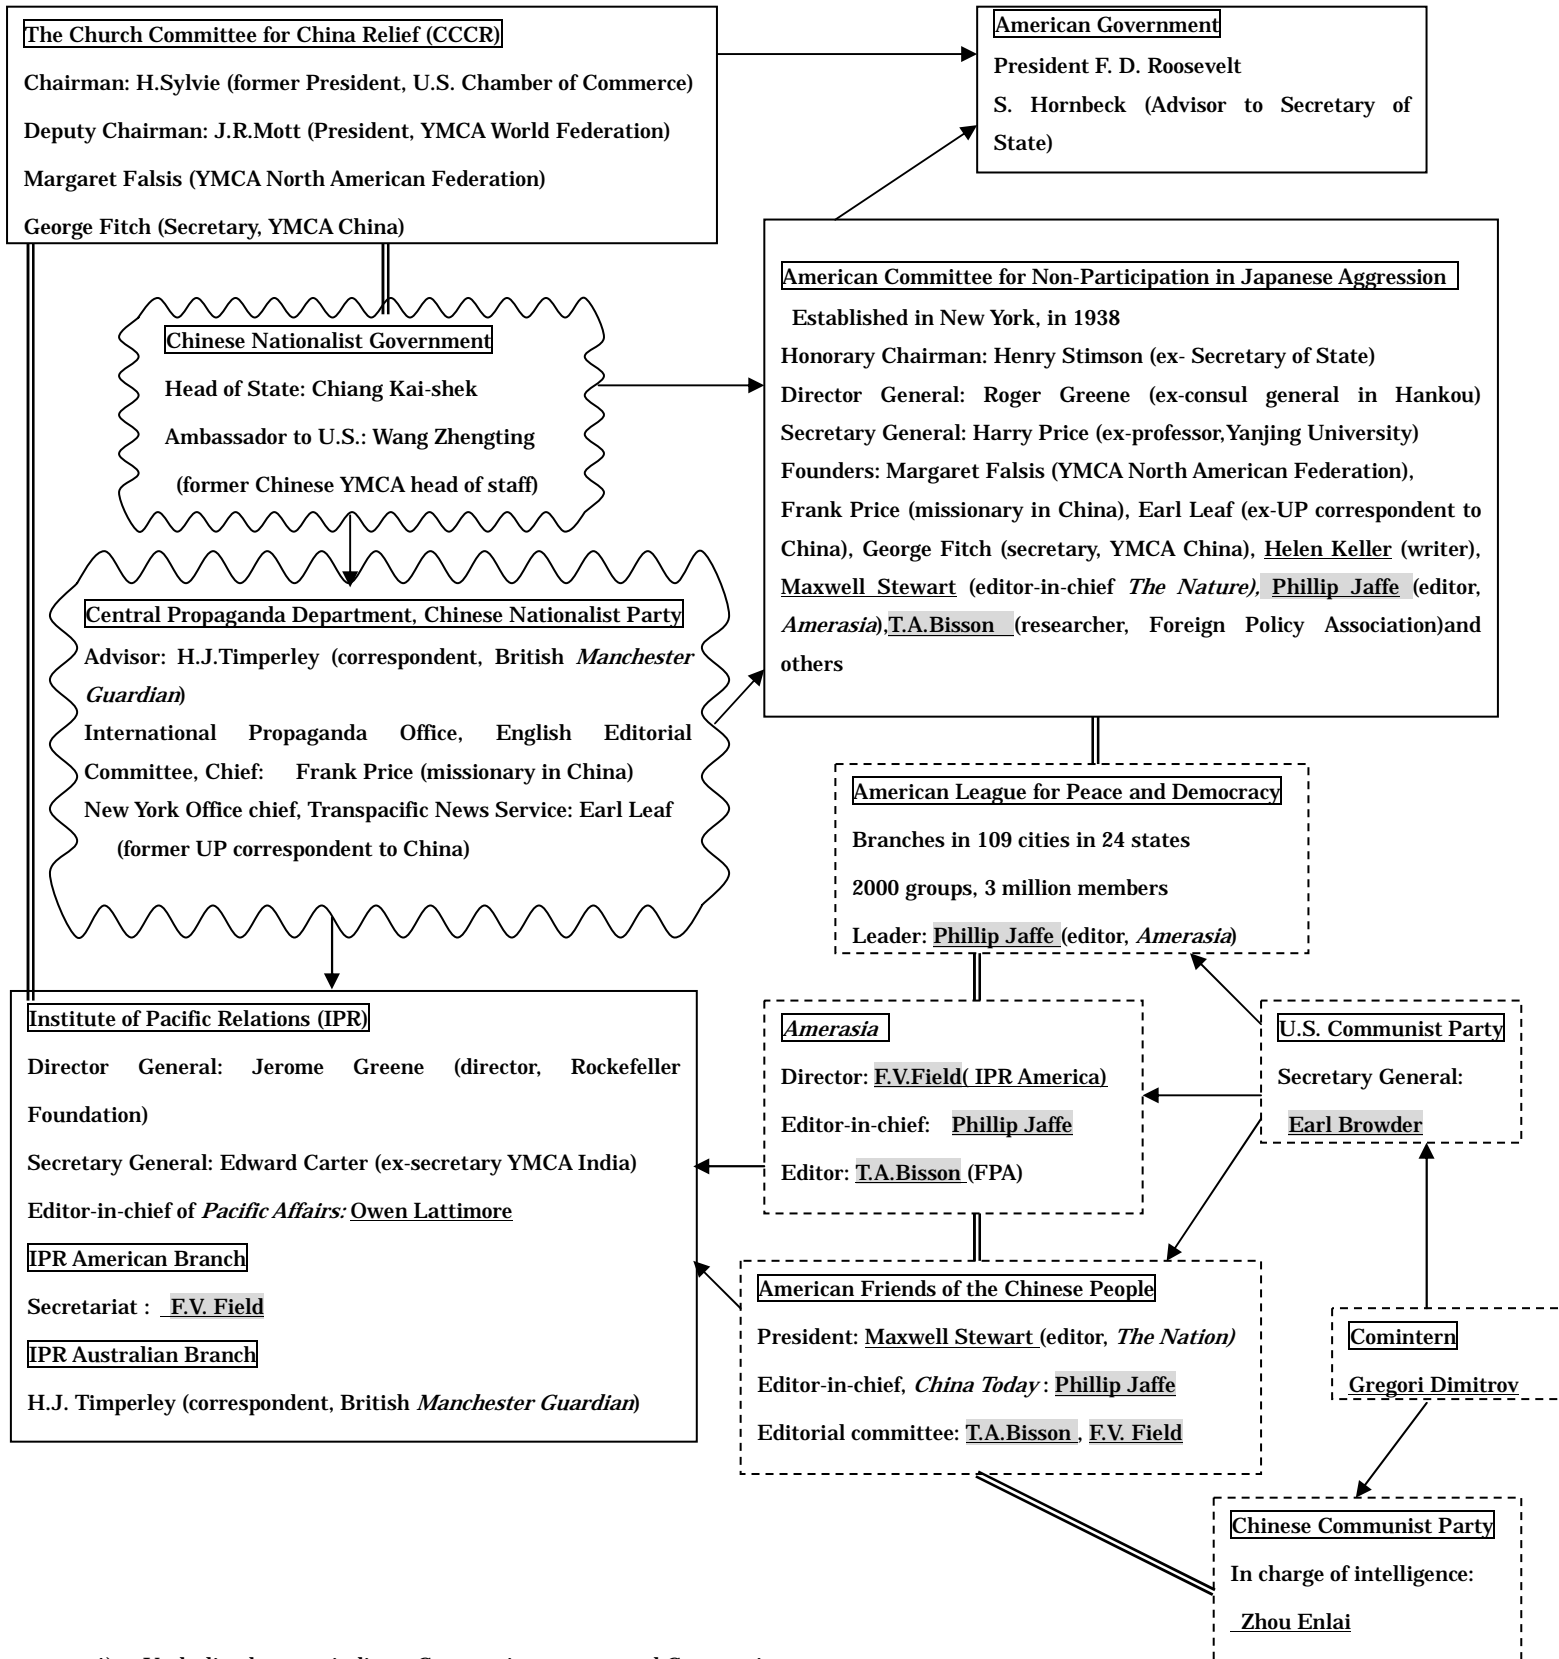 The Church Committee for China Relief (CCCR)
Chairman: H.Sylvie (former President, U.S. Chamber of Commerce)
Deputy Chairman: J.R.Mott (President, YMCA World Federation)
Margaret Falsis (YMCA North American Federation)
George Fitch (Secretary, YMCA China)
American Government
President F. D. Roosevelt
S. Hornbeck (Advisor to Secretary of
State)
Chinese Nationalist Government
Head of State: Chiang Kai-shek
Ambassador to U.S.: Wang Zhengting
(former Chinese YMCA head of staff)
American Committee for Non-Participation in Japanese Aggression
Established in New York, in 1938
Honorary Chairman: Henry Stimson (ex- Secretary of State)
Director General: Roger Greene (ex-consul general in Hankou)
Secretary General: Harry Price (ex-professor,Yanjing University)
Founders: Margaret Falsis (YMCA North American Federation),
Frank Price (missionary in China), Earl Leaf (ex-UP correspondent to
China), George Fitch (secretary, YMCA China), Helen Keller (writer),
Maxwell Stewart (editor-in-chief The Nature), Phillip Jaffe (editor,
Amerasia),T.A.Bisson (researcher, Foreign Policy Association)and
others
Central Propaganda Department, Chinese Nationalist Party
Advisor: H.J.Timperley (correspondent, British Manchester
Guardian)
International Propaganda Office, English Editorial
Committee, Chief: Frank Price (missionary in China)
New York Office chief, Transpacific News Service: Earl Leaf
(former UP correspondent to China)
American League for Peace and Democracy
Branches in 109 cities in 24 states
2000 groups, 3 million members
Leader: Phillip Jaffe (editor, Amerasia)
Institute of Pacific Relations (IPR)
Director General: Jerome Greene (director, Rockefeller
Foundation)
Secretary General: Edward Carter (ex-secretary YMCA India)
Editor-in-chief of Pacific Affairs: Owen Lattimore
IPR American Branch
Secretariat : F.V. Field
IPR Australian Branch
H.J. Timperley (correspondent, British Manchester Guardian)
Amerasia
Director: F.V.Field( IPR America)
Editor-in-chief: Phillip Jaffe
Editor: T.A.Bisson (FPA)
U.S. Communist Party
Secretary General:
Earl Browder
American Friends of the Chinese People
President: Maxwell Stewart (editor, The Nation)
Editor-in-chief, China Today : Phillip Jaffe
Editorial committee: T.A.Bisson , F.V. Field
Comintern
Gregori Dimitrov
Chinese Communist Party
In charge of intelligence:
Zhou Enlai